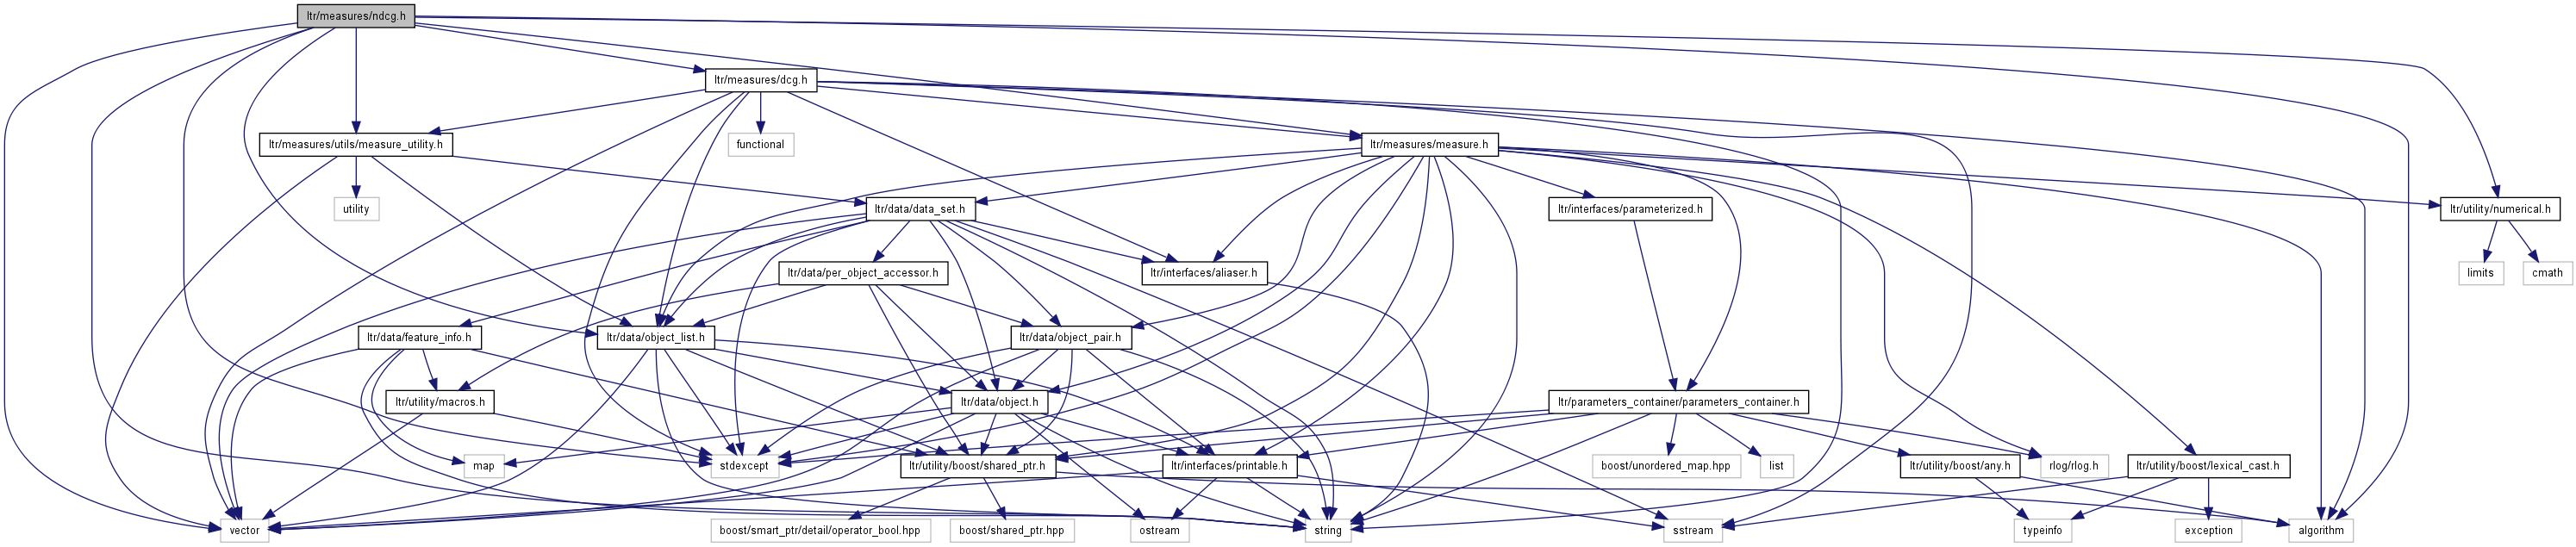 ltr/measures/ndcg.h
ltr/measures/dcg.h
ltr/measures/utils/measure_utility.h
functional
ltr/measures/measure.h
utility
ltr/data/data_set.h
ltr/interfaces/parameterized.h
ltr/utility/numerical.h
ltr/data/per_object_accessor.h
ltr/interfaces/aliaser.h
limits
cmath
ltr/data/feature_info.h
ltr/data/object_list.h
ltr/data/object_pair.h
ltr/utility/macros.h
ltr/data/object.h
ltr/parameters_container/parameters_container.h
map
stdexcept
ltr/utility/boost/shared_ptr.h
ltr/interfaces/printable.h
boost/unordered_map.hpp
list
ltr/utility/boost/any.h
rlog/rlog.h
ltr/utility/boost/lexical_cast.h
vector
boost/smart_ptr/detail/operator_bool.hpp
boost/shared_ptr.hpp
ostream
string
sstream
typeinfo
exception
algorithm